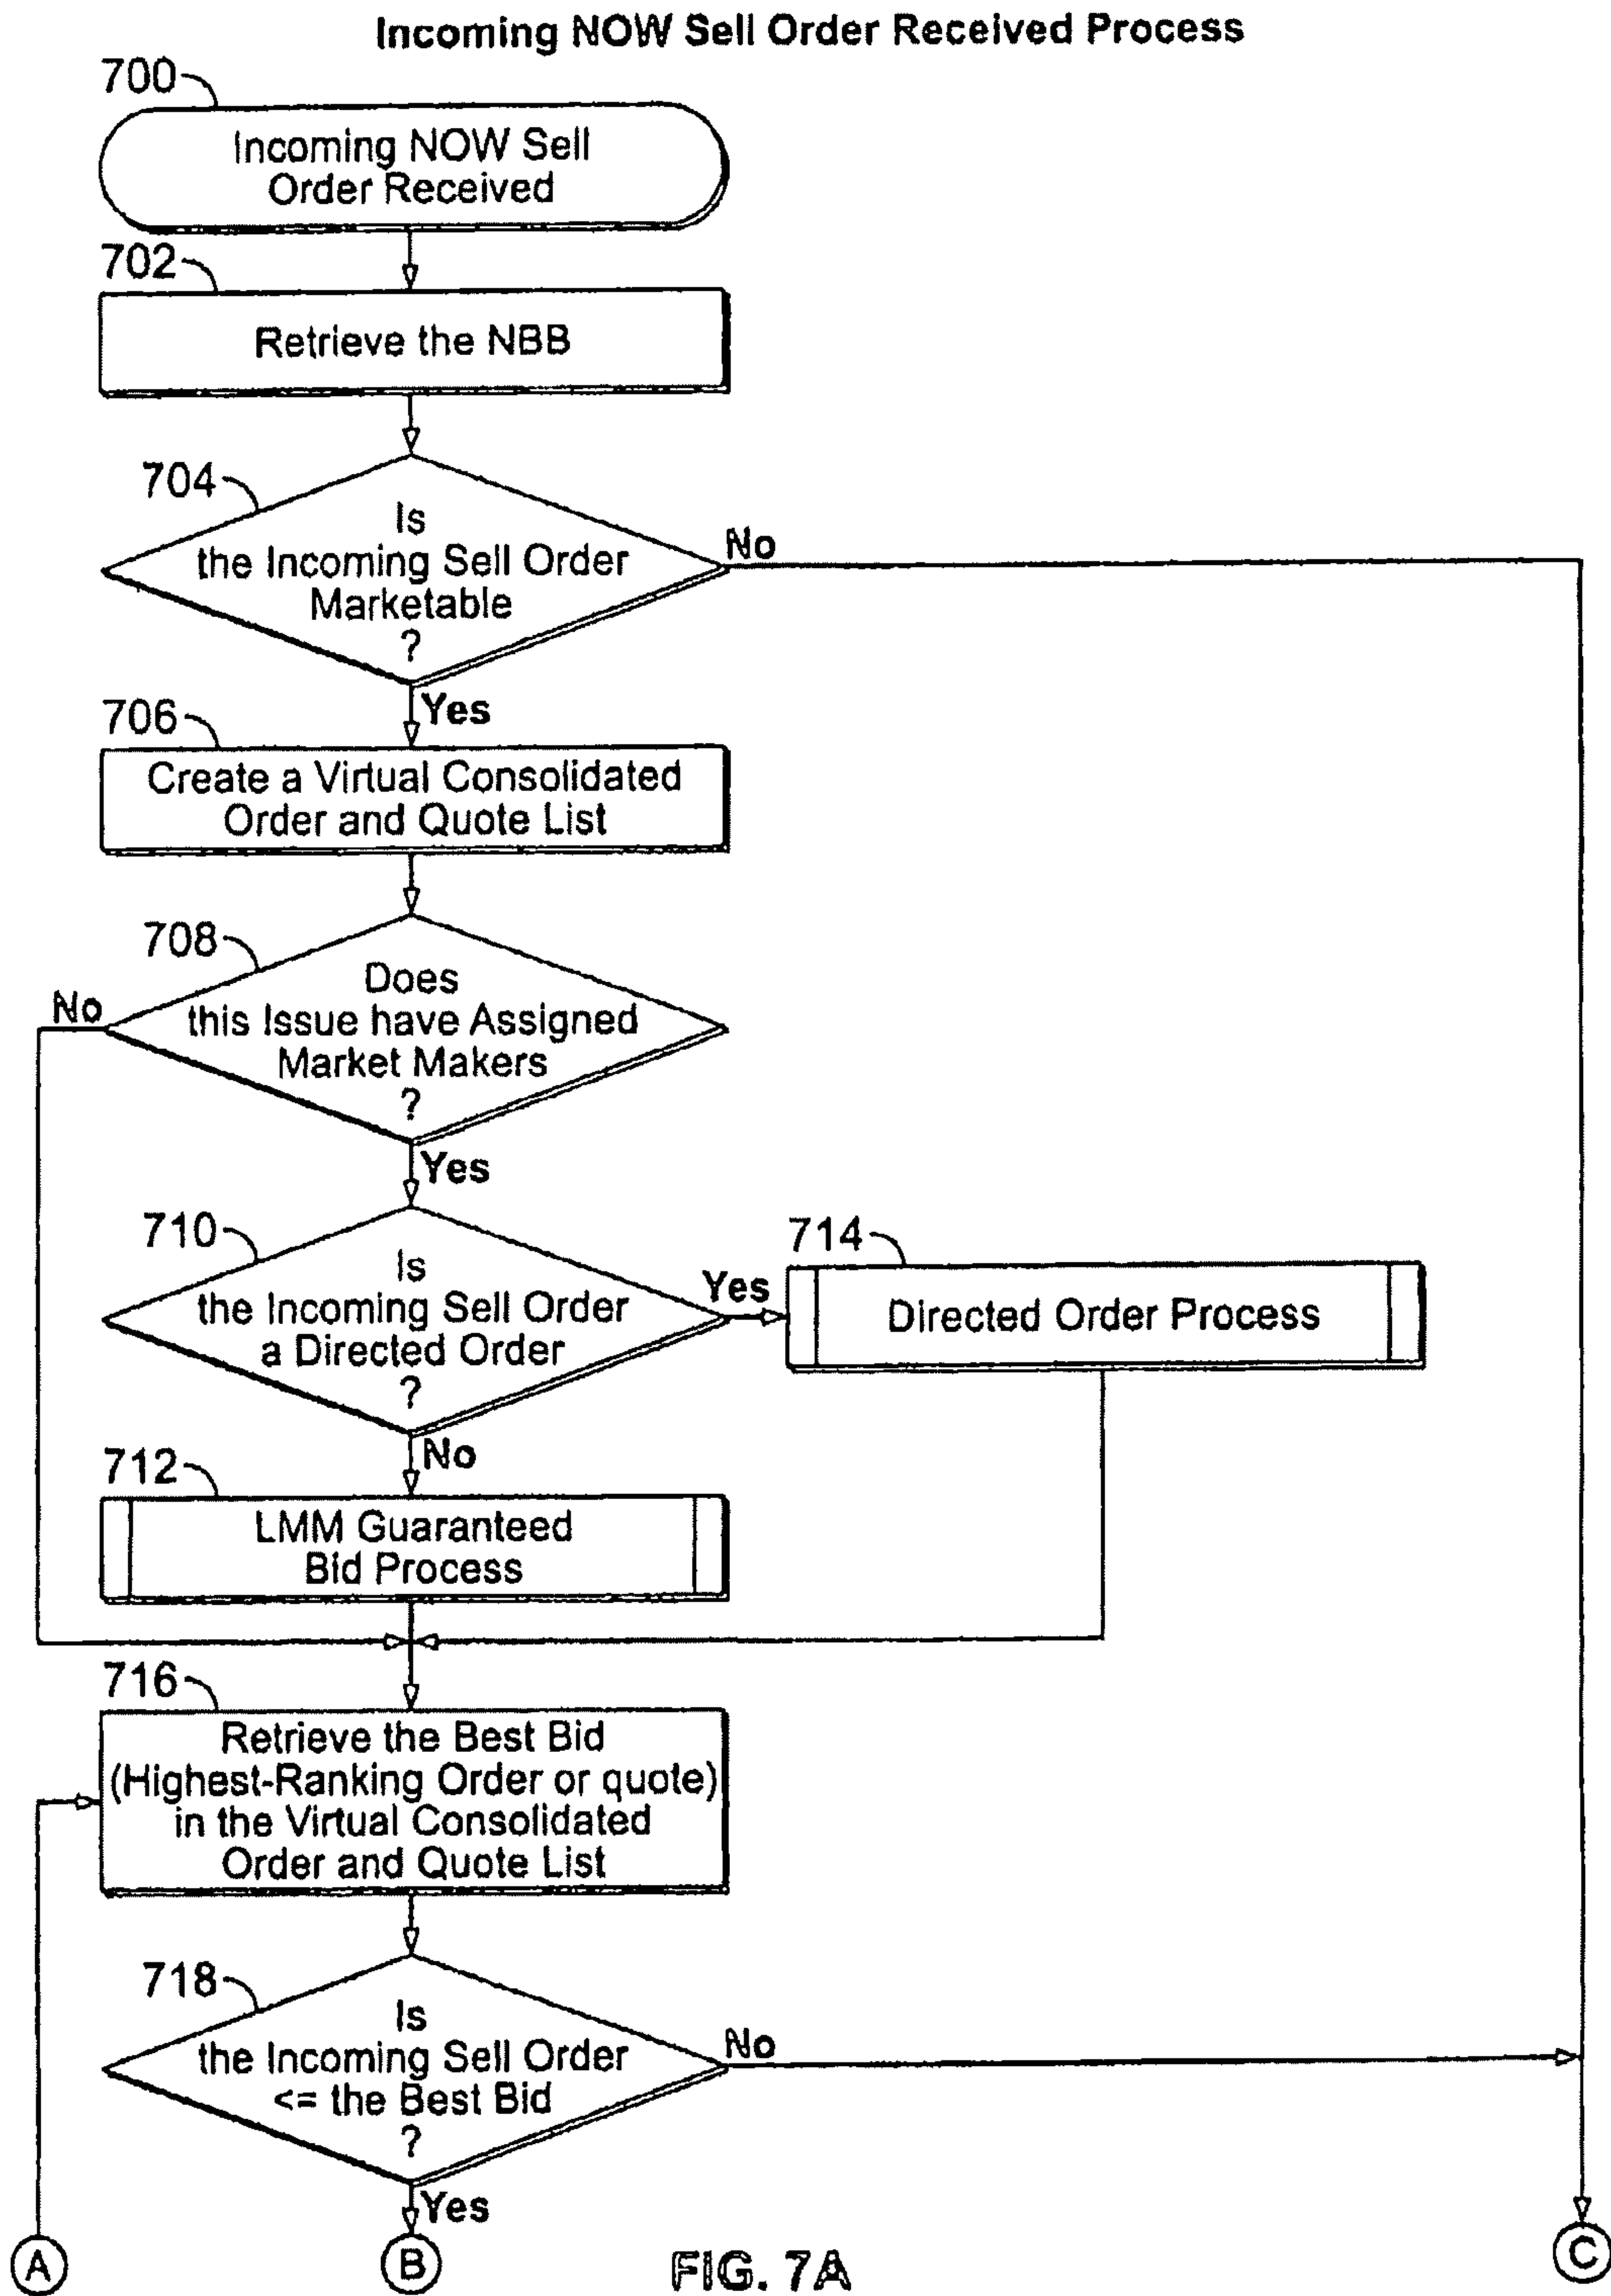 Incoming NOW Sell Order Received Process
700
Incoming NOW Sell
Order Received
702
Retrieve the NBB
704
Is
the Incoming Sell Order
Marketable
?
No
Yes
706
Create a Virtual Consolidated
Order and Quote List
708
Does
this Issue have Assigned
Market Makers
?
No
Yes
710
Is
the Incoming Sell Order
a Directed Order
?
Yes
714
Directed Order Process
No
712
LMM Guaranteed
Bid Process
716
Retrieve the Best Bid
(Highest-Ranking Order or quote)
in the Virtual Consolidated
Order and Quote List
718
Is
the Incoming Sell Order
<= the Best Bid
?
No
Yes
A
B
C
FIG. 7A